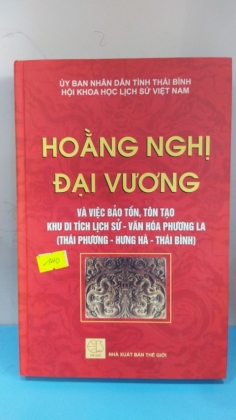 ỦY BAN NHÂN DÂN TỈNH THÁI BÌNH
HỘI KHOA HỌC LỊCH SỬ VIỆT NAM
HOẰNG NGHỊ
ĐẠI VƯƠNG
VÀ VIỆC BẢO TỒN, TÔN TẠO
KHU DI TÍCH LỊCH SỬ - VĂN HÓA PHƯƠNG LA
(THÁI PHƯƠNG - HƯNG HÀ - THÁI BÌNH)
NHÀ XUẤT BẢN THẾ GIỚI